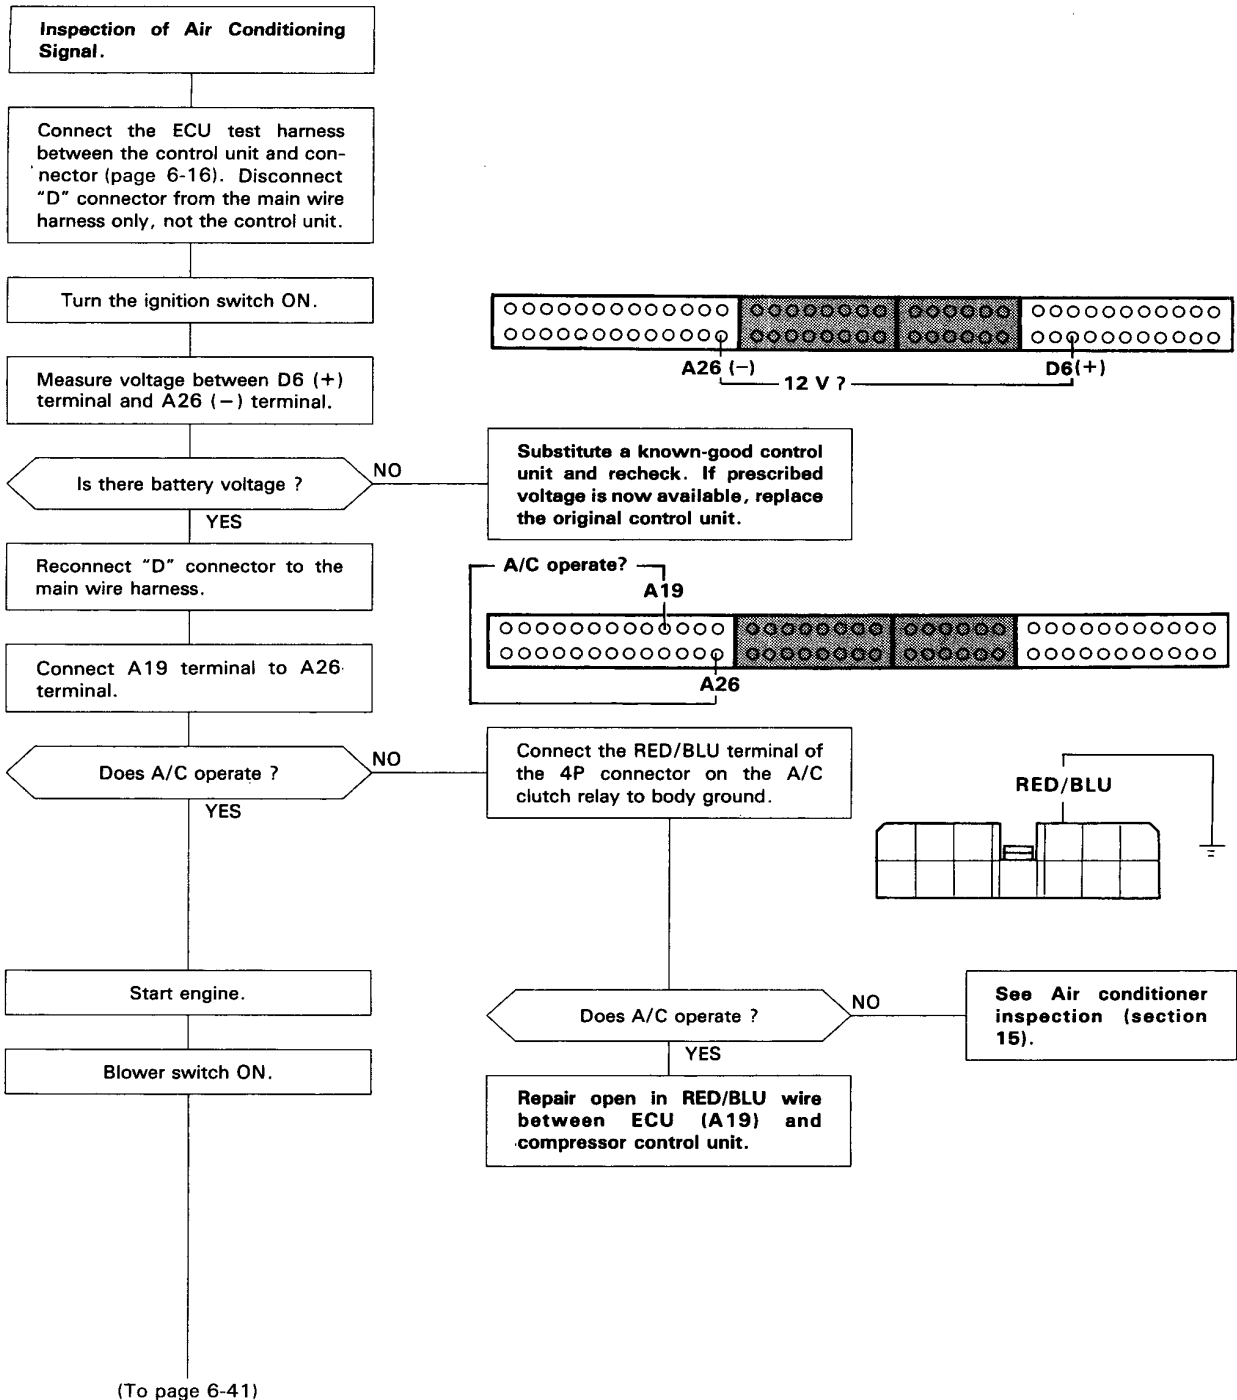 Inspection of Air Conditioning
Signal.
Connect the ECU test harness
between the control unit and con-
nector (page 6-16). Disconnect
"D" connector from the main wire
harness only, not the control unit.
Turn the ignition switch ON.
Measure voltage between D6 (+)
terminal and A26 (−) terminal.
A26 (−)
D6(+)
12 V ?
Is there battery voltage ?
NO
YES
Substitute a known-good control
unit and recheck. If prescribed
voltage is now available, replace
the original control unit.
Reconnect "D" connector to the
main wire harness.
A/C operate?
A19
A26
Connect A19 terminal to A26
terminal.
Does A/C operate ?
NO
YES
Connect the RED/BLU terminal of
the 4P connector on the A/C
clutch relay to body ground.
RED/BLU
Start engine.
Does A/C operate ?
NO
YES
See Air conditioner
inspection (section
15).
Blower switch ON.
Repair open in RED/BLU wire
between ECU (A19) and
compressor control unit.
(To page 6-41)